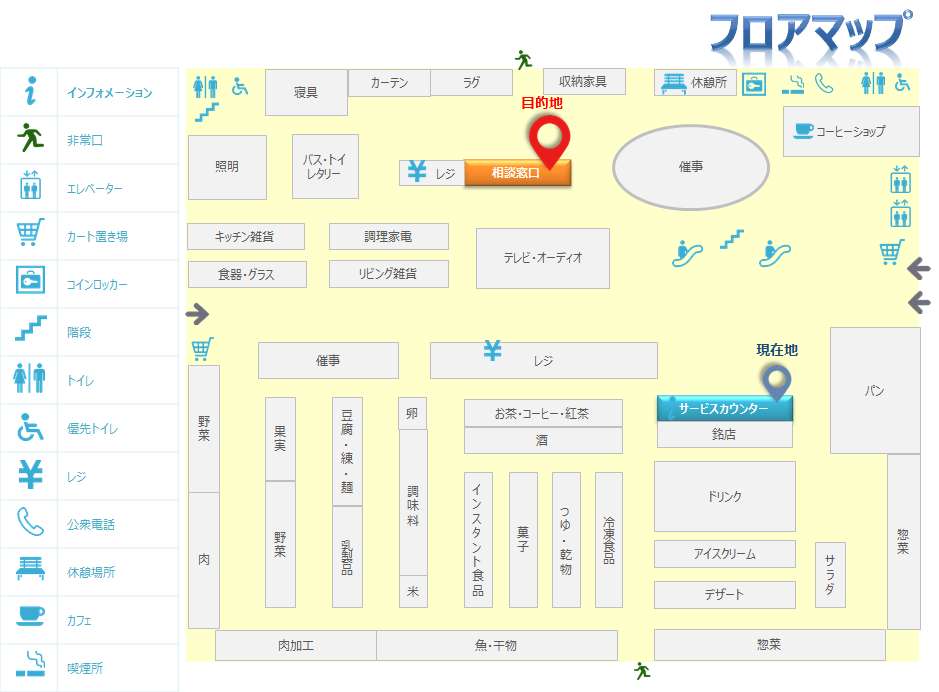 フロアマップ
インフォメーション
非常口
エレベーター
カート置き場
コインロッカー
階段
トイレ
優先トイレ
レジ
公衆電話
休憩場所
カフェ
喫煙所
寝具
カーテン
ラグ
収納家具
休憩所
目的地
コーヒーショップ
照明
バス・トイ
レタリー
レジ
相談窓口
催事
キッチン雑貨
調理家電
テレビ・オーディオ
食器・グラス
リビング雑貨
催事
レジ
現在地
パン
野菜
果実
豆腐・練・麺
卵
お茶・コーヒー・紅茶
サービスカウンター
酒
銘店
調味料
インスタント食品
菓子
つゆ・乾物
冷凍食品
ドリンク
肉
野菜
乳製品
米
アイスクリーム
デザート
サラダ
惣菜
肉加工
魚・干物
惣菜